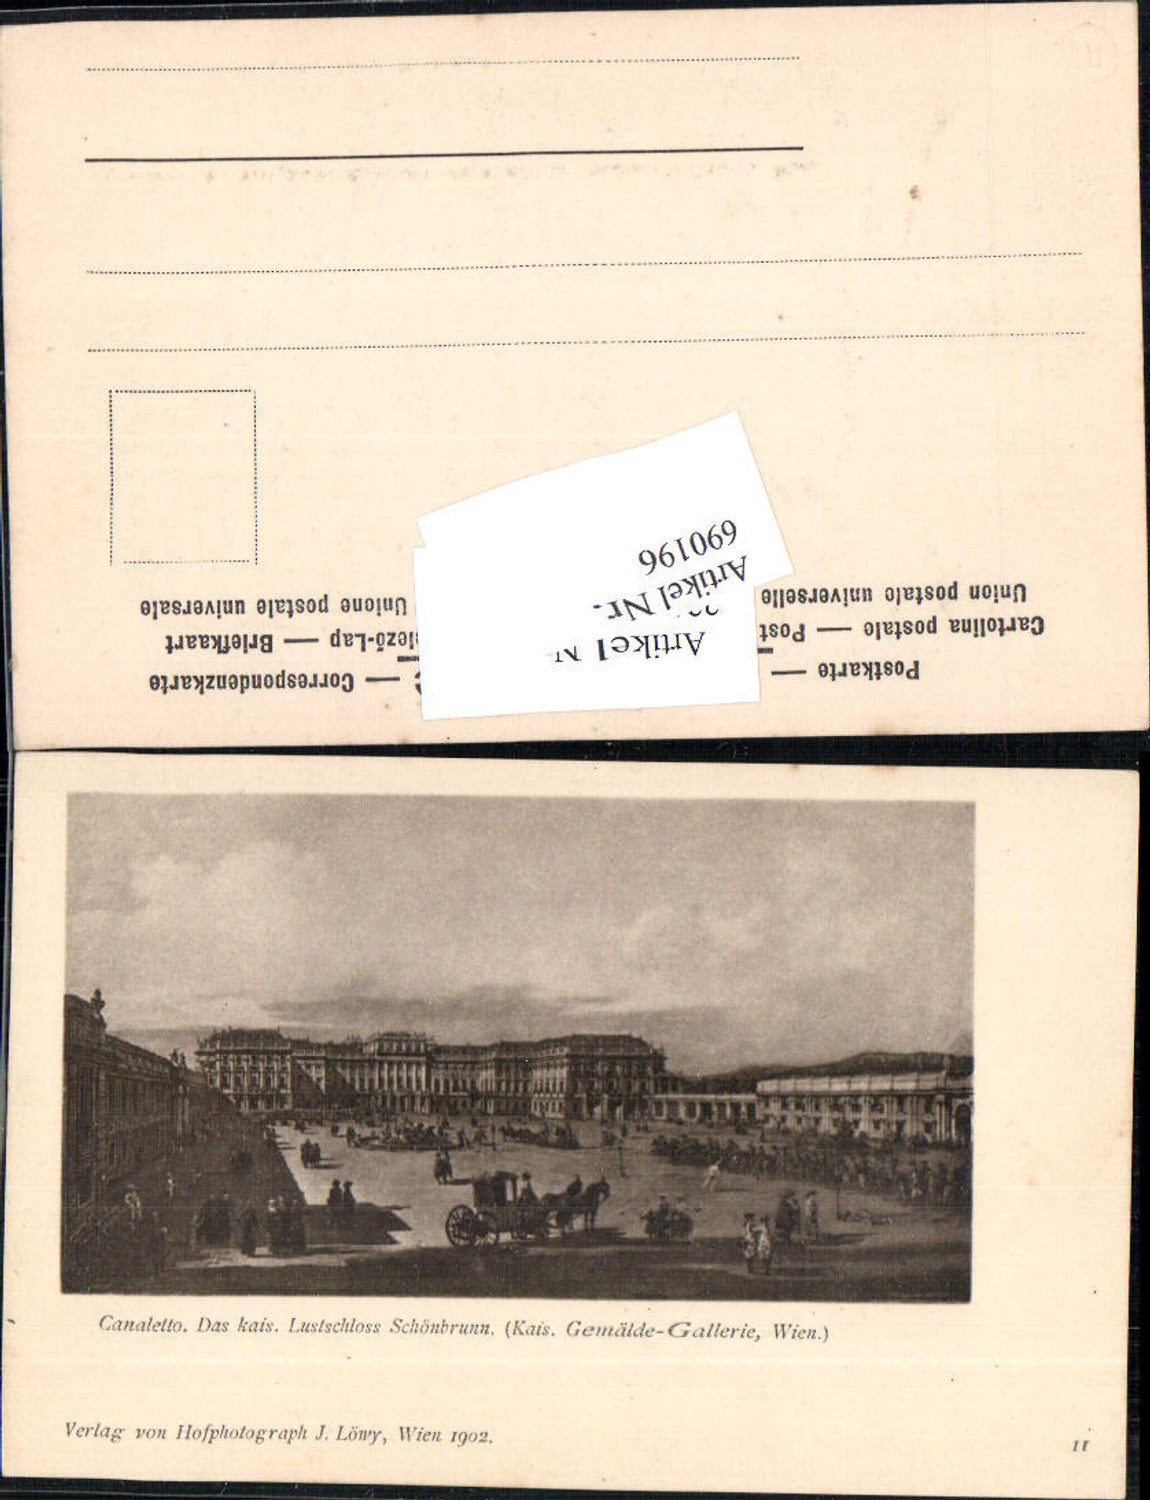 Postkarte —
— Correspondenzkarte
Cartolina postale — Post
— Briefkaart
Union postale universelle
Unione postale universale
Artikel
Artikel Nr.
690196
Canaletto. Das kais. Lustschloss Schönbrunn. (Kais. Gemälde-Gallerie, Wien.)
Verlag von Hofphotograph J. Löwy, Wien 1902.
11